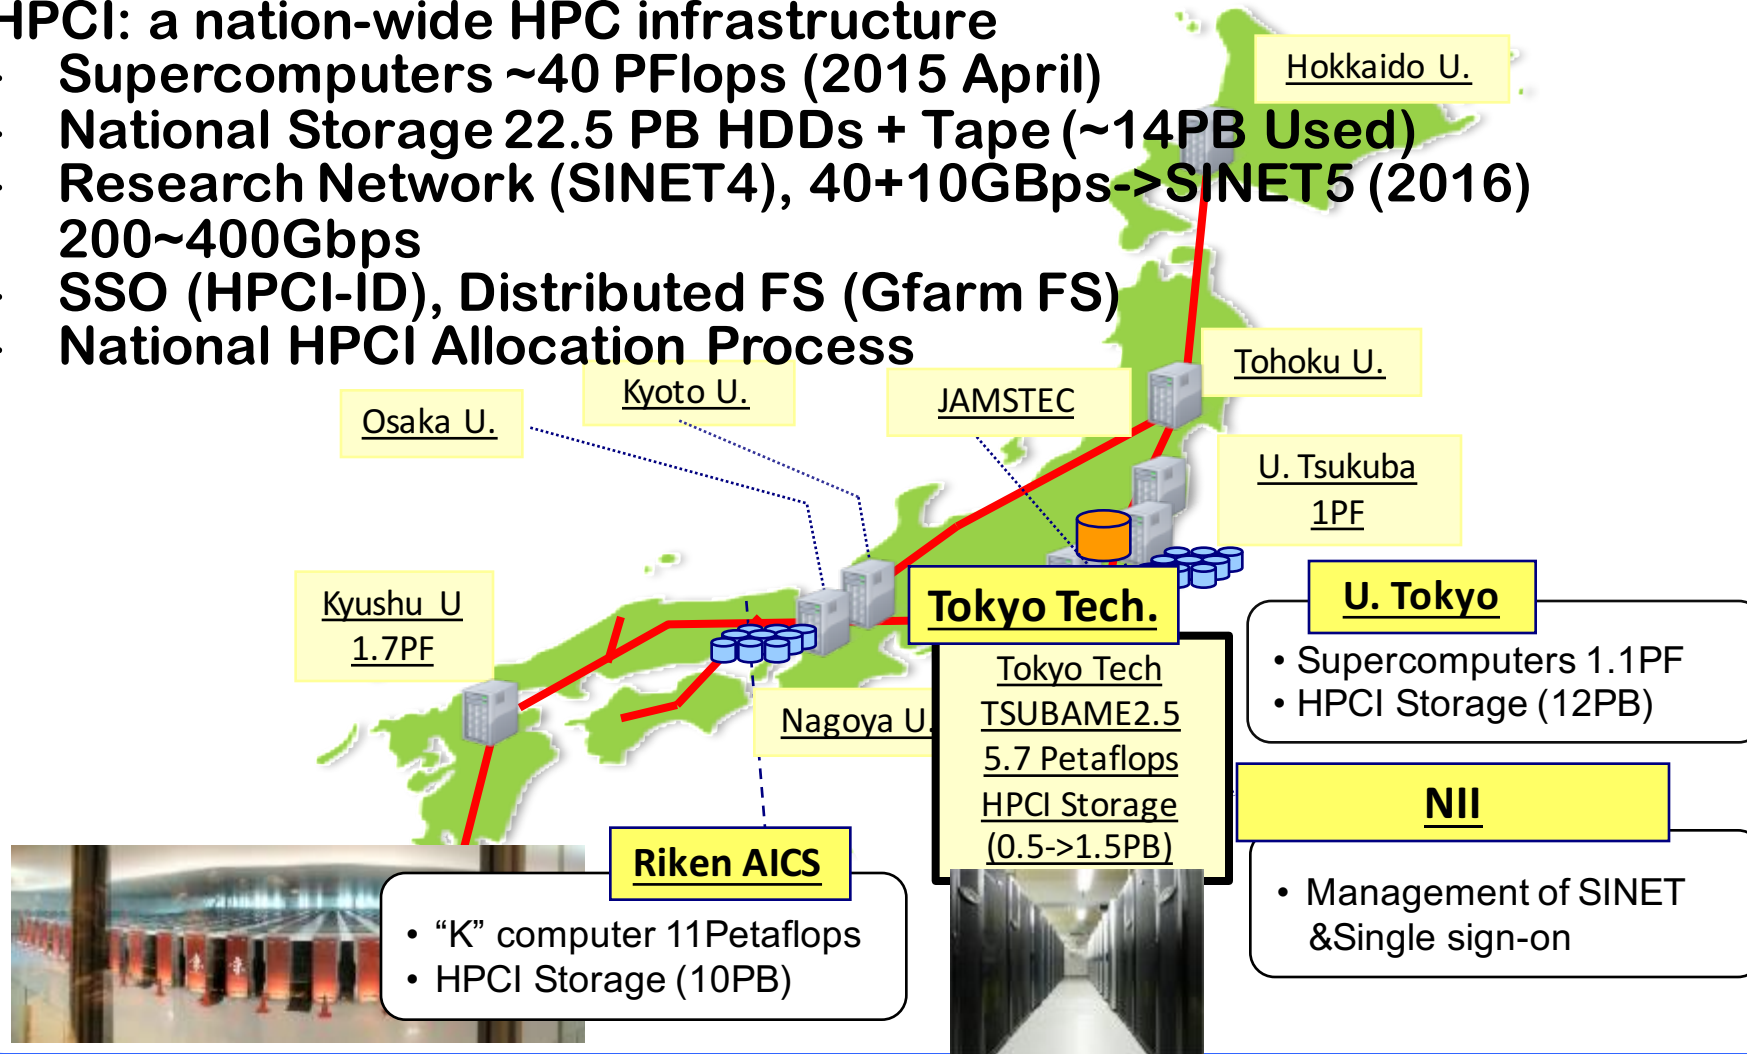 HPCI: a nation-wide HPC infrastructure
Supercomputers ~40 PFlops (2015 April)
National Storage 22.5 PB HDDs + Tape (~14PB Used)
Research Network (SINET4), 40+10GBps->SINET5 (2016)
200~400Gbps
SSO (HPCI-ID), Distributed FS (Gfarm FS)
National HPCI Allocation Process
Hokkaido U.
Tohoku U.
Kyoto U.
JAMSTEC
Osaka U.
U. Tsukuba
1PF
Kyushu U
1.7PF
Tokyo Tech.
U. Tokyo
• Supercomputers 1.1PF
• HPCI Storage (12PB)
Tokyo Tech
TSUBAME2.5
5.7 Petaflops
HPCI Storage
(0.5->1.5PB)
Nagoya U.
NII
• Management of SINET
&Single sign-on
Riken AICS
• “K” computer 11Petaflops
• HPCI Storage (10PB)